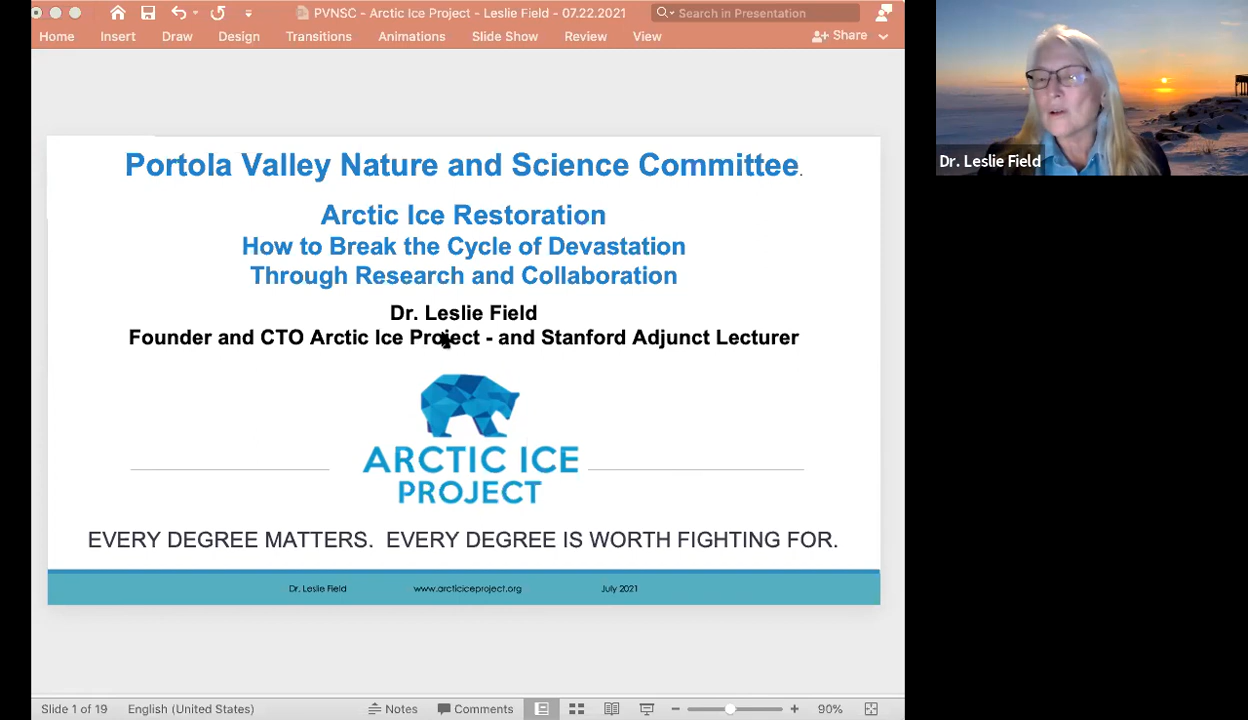 PVNSC - Arctic Ice Project - Leslie Field - 07.22.2021
Search in Presentation
Home Insert Draw Design Transitions Animations Slide Show Review View Share
Portola Valley Nature and Science Committee.
Arctic Ice Restoration
How to Break the Cycle of Devastation
Through Research and Collaboration
Dr. Leslie Field
Founder and CTO Arctic Ice Project - and Stanford Adjunct Lecturer
ARCTIC ICE
PROJECT
EVERY DEGREE MATTERS. EVERY DEGREE IS WORTH FIGHTING FOR.
Dr. Leslie Field www.arcticiceproject.org July 2021
Slide 1 of 19 English (United States) Notes Comments 90%
Dr. Leslie Field